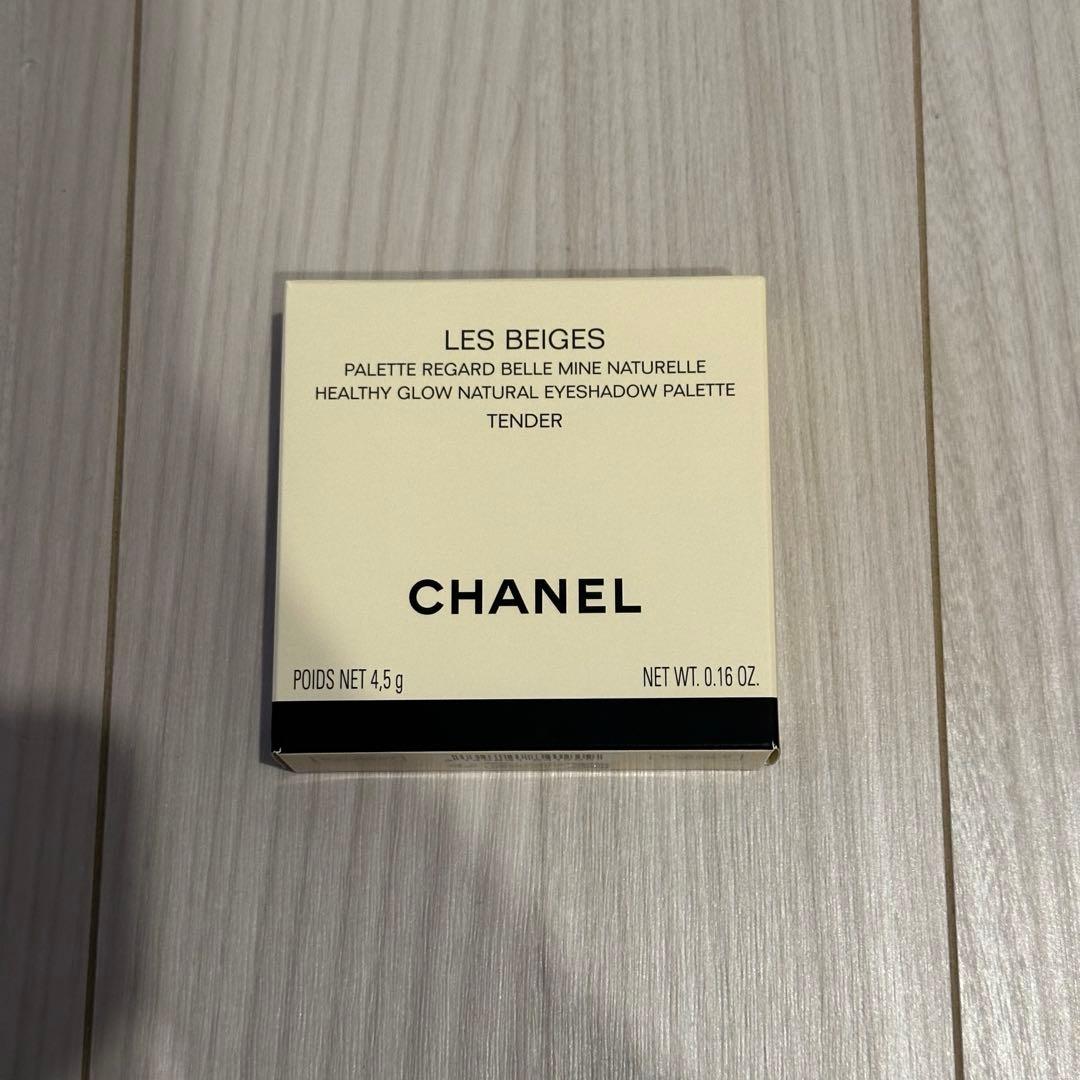 LES BEIGES
PALETTE REGARD BELLE MINE NATURELLE
HEALTHY GLOW NATURAL EYESHADOW PALETTE
TENDER
CHANEL
POIDS NET 4,5 g
NET WT. 0.16 OZ.